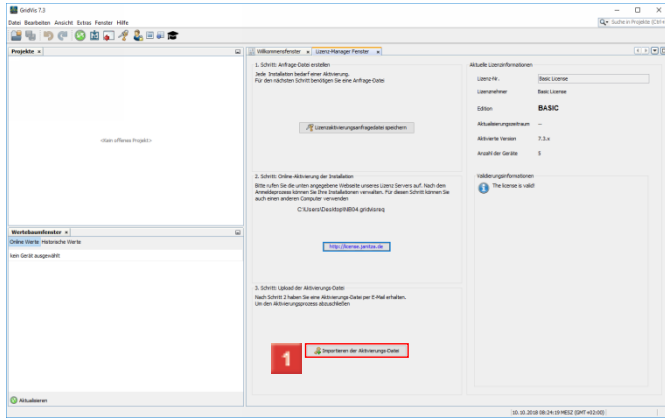 GridVis 7.3
Datei Bearbeiten Ansicht Extras Fenster Hilfe
Suche in Projekte (Ctrl+I
Projekte
<Kein offenes Projekt>
Wertebaumfenster
Online Werte Historische Werte
kein Gerät ausgewählt
Aktualisieren
Willkommensfenster
Lizenz-Manager Fenster
1. Schritt: Anfrage-Datei erstellen
Jede Installation bedarf einer Aktivierung.
Für den nächsten Schritt benötigen Sie eine Anfrage-Datei
Lizenzaktivierungsanfragedatei speichern
2. Schritt: Online-Aktivierung der Installation
Bitte rufen Sie die unten angegebene Webseite unseres Lizenz Servers auf. Nach dem
Anmeldeprozess können Sie Ihre Installationen verwalten. Für diesen Schritt können Sie
auch einen anderen Computer verwenden
C:\Users\Desktop\NB04.gridvisreq
http://license.janitza.de
3. Schritt: Upload der Aktivierungs-Datei
Nach Schritt 2 haben Sie eine Aktivierungs-Datei per E-Mail erhalten.
Um den Aktivierungsprozess abzuschließen
1
Importieren der Aktivierungs-Datei
Aktuelle Lizenzinformationen
Lizenz-Nr. Basic License
Lizenznehmer Basic License
Edition BASIC
Aktualisierungszeitraum --
Aktivierte Version 7.3.x
Anzahl der Geräte 5
Validierungsinformationen
The license is valid!
10.10.2018 08:24:19 MESZ (GMT +02:00)